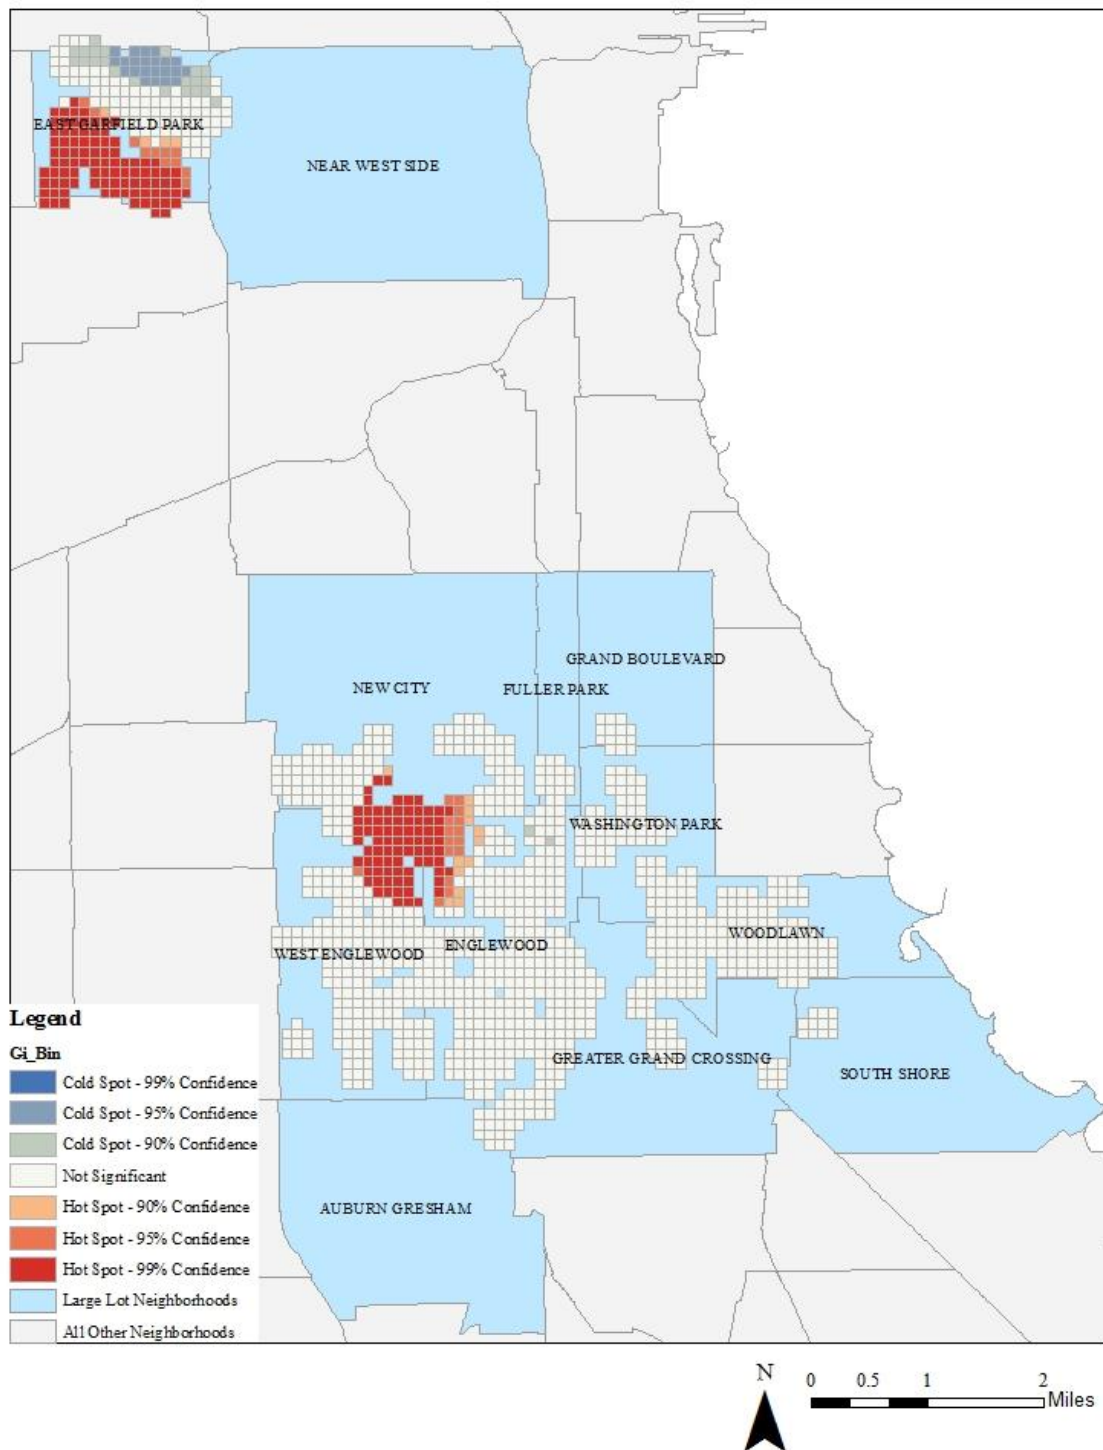 EAST GARFIELD PARK
NEAR WEST SIDE
GRAND BOULEVARD
NEW CITY
FULLER PARK
WASHINGTON PARK
WOODLAWN
ENGLEWOOD
WEST ENGLEWOOD
GREATER GRAND CROSSING
SOUTH SHORE
AUBURN GRESHAM
Legend
Gi_Bin
Cold Spot - 99% Confidence
Cold Spot - 95% Confidence
Cold Spot - 90% Confidence
Not Significant
Hot Spot - 90% Confidence
Hot Spot - 95% Confidence
Hot Spot - 99% Confidence
Large Lot Neighborhoods
All Other Neighborhoods
N
0 0.5 1 2
Miles